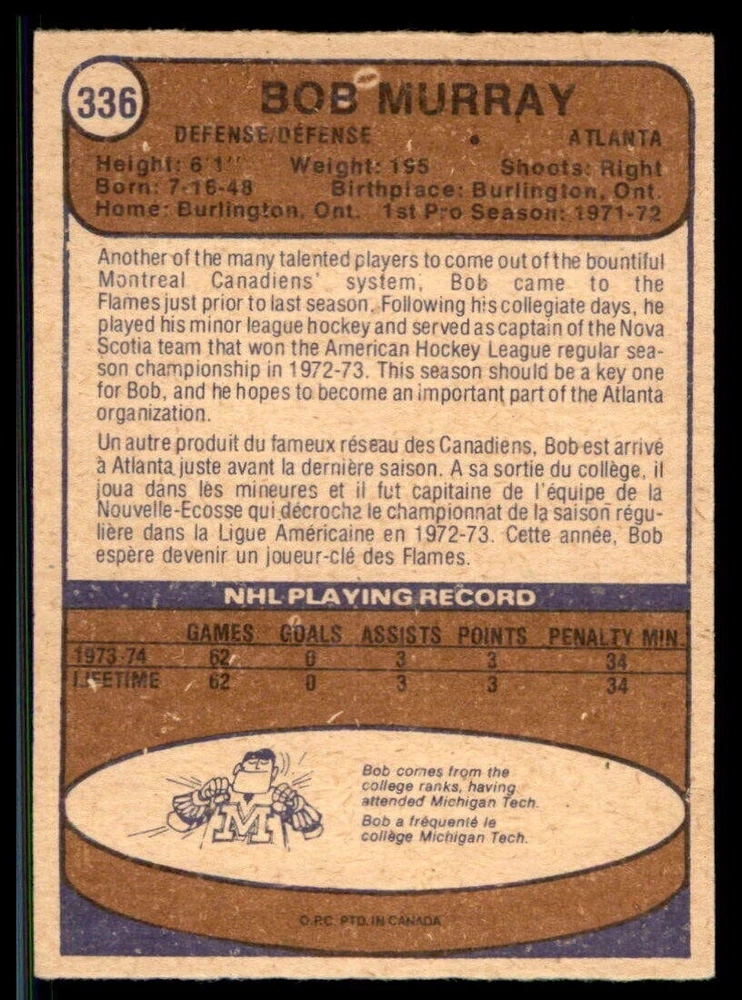 336
BOB MURRAY
DEFENSE/DÉFENSE • ATLANTA
Height: 6'1" Weight: 195 Shoots: Right
Born: 7-16-48 Birthplace: Burlington, Ont.
Home: Burlington, Ont. 1st Pro Season: 1971-72
Another of the many talented players to come out of the bountiful
Montreal Canadiens' system, Bob came to the
Flames just prior to last season. Following his collegiate days, he
played his minor league hockey and served as captain of the Nova
Scotia team that won the American Hockey League regular sea-
son championship in 1972-73. This season should be a key one
for Bob, and he hopes to become an important part of the Atlanta
organization.
Un autre produit du fameux réseau des Canadiens, Bob est arrivé
à Atlanta juste avant la dernière saison. A sa sortie du collège, il
joua dans lès mineures et il fut capitaine de l'équipe de la
Nouvelle-Ecosse qui décrocha le championnat de la saison régu-
lière dans la Ligue Américaine en 1972-73. Cette année, Bob
espère devenir un joueur-clé des Flames.
NHL PLAYING RECORD
GAMES GOALS ASSISTS POINTS PENALTY MIN.
1973-74 62 0 3 3 34
LIFETIME 62 0 3 3 34
M
Bob comes from the
college ranks, having
attended Michigan Tech.
Bob a fréquenté le
collège Michigan Tech.
O.P.C. PTD. IN CANADA